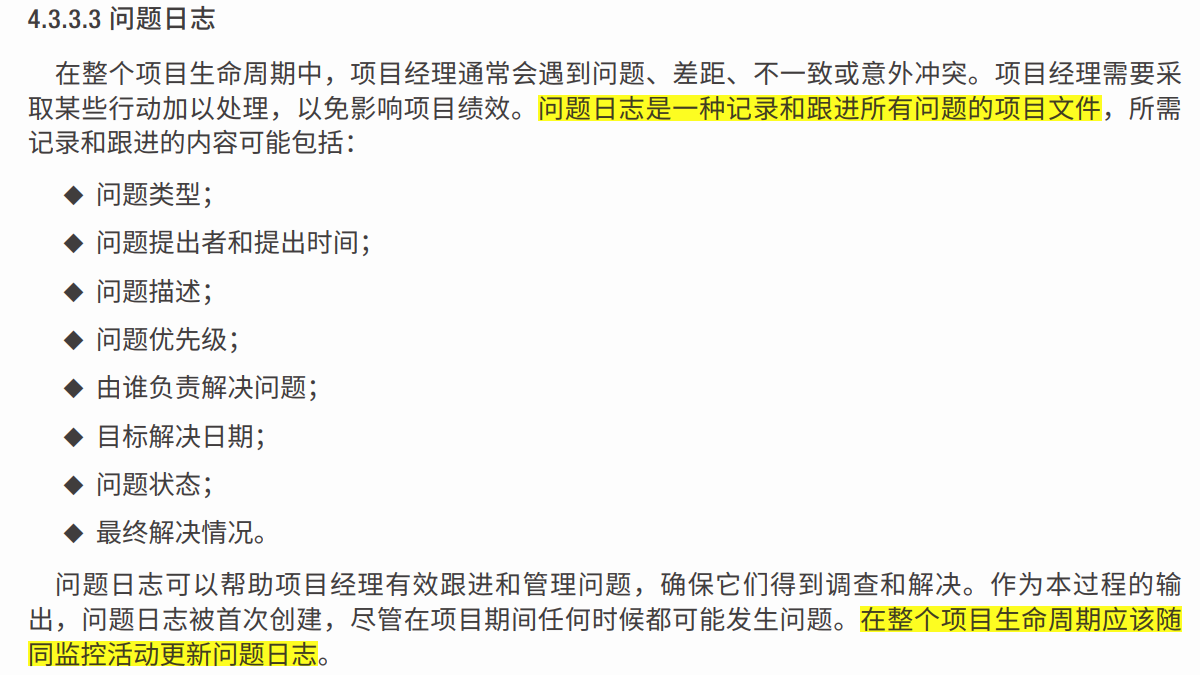 4.3.3.3 问题日志
在整个项目生命周期中，项目经理通常会遇到问题、差距、不一致或意外冲突。项目经理需要采
取某些行动加以处理，以免影响项目绩效。问题日志是一种记录和跟进所有问题的项目文件，所需
记录和跟进的内容可能包括：
◆ 问题类型；
◆ 问题提出者和提出时间；
◆ 问题描述；
◆ 问题优先级；
◆ 由谁负责解决问题；
◆ 目标解决日期；
◆ 问题状态；
◆ 最终解决情况。
问题日志可以帮助项目经理有效跟进和管理问题，确保它们得到调查和解决。作为本过程的输
出，问题日志被首次创建，尽管在项目期间任何时候都可能发生问题。在整个项目生命周期应该随
同监控活动更新问题日志。